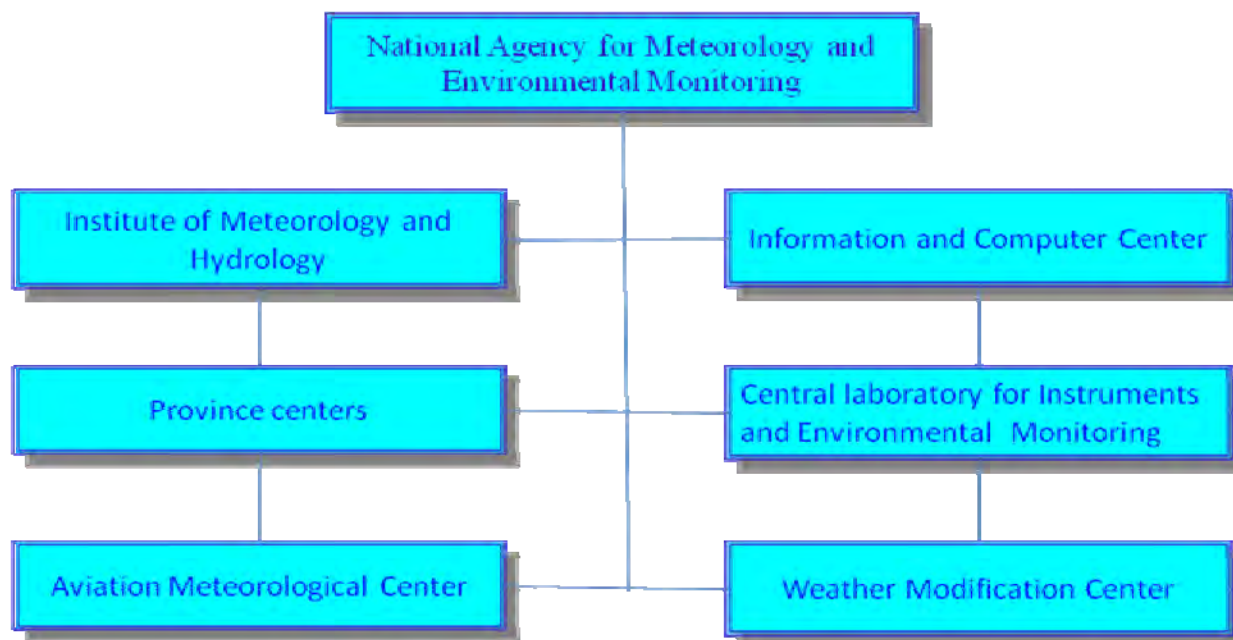 National Agency for Meteorology and
Environmental Monitoring
Institute of Meteorology and
Hydrology
Information and Computer Center
Province centers
Central laboratory for Instruments
and Environmental Monitoring
Aviation Meteorological Center
Weather Modification Center